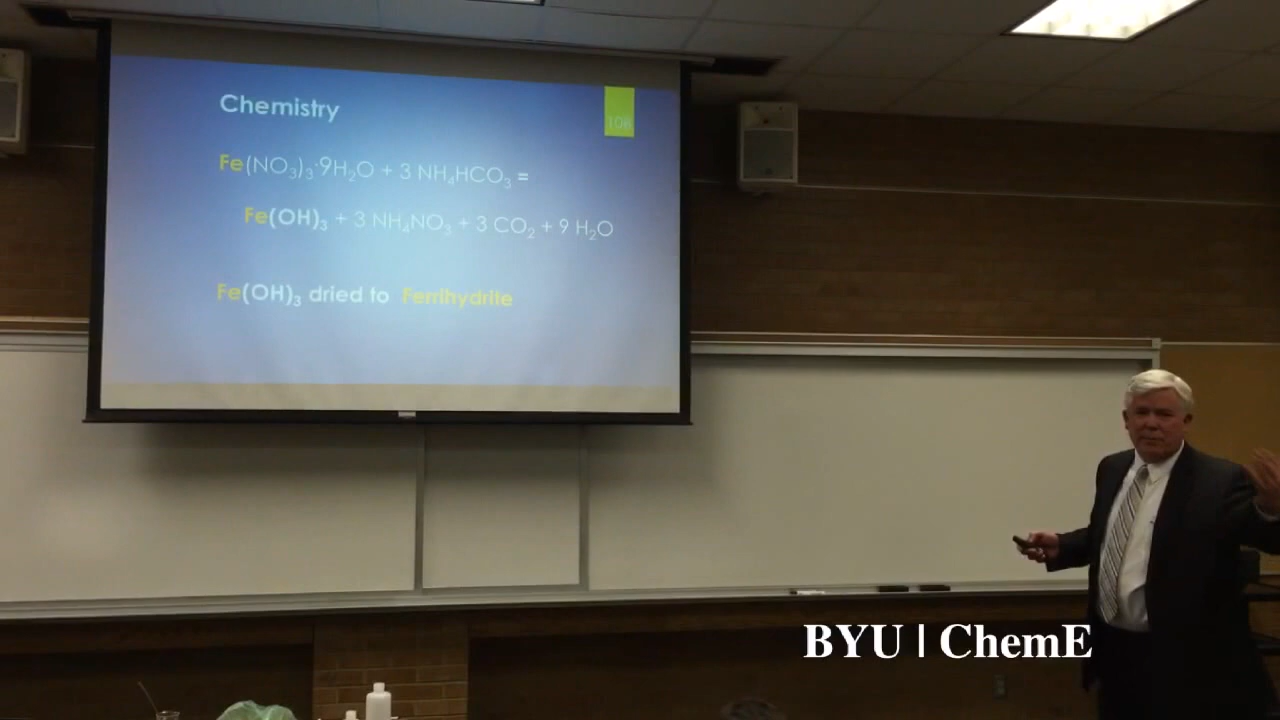 Chemistry
108
Fe(NO₃)₃·9H₂O + 3 NH₄HCO₃ =
Fe(OH)₃ + 3 NH₄NO₃ + 3 CO₂ + 9 H₂O
Fe(OH)₃ dried to Ferrihydrite
BYU | ChemE